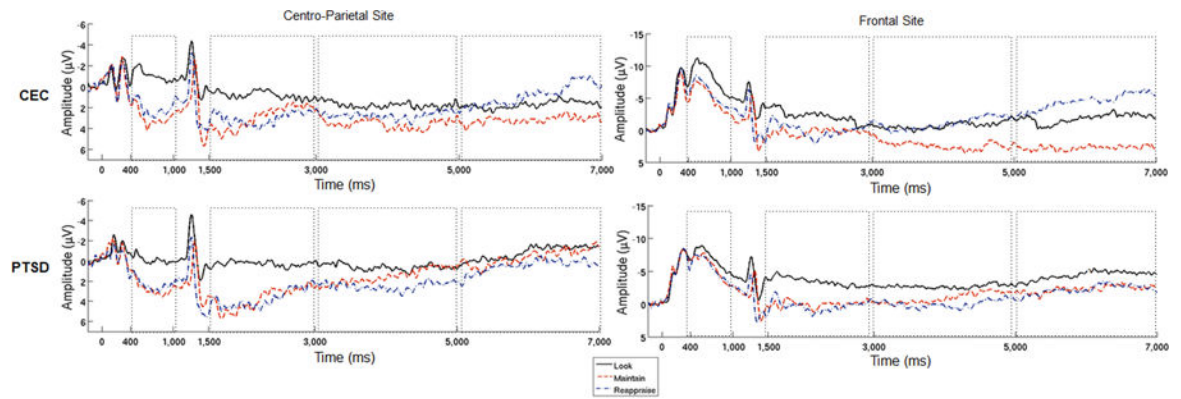 Centro-Parietal Site
Frontal Site
CEC
Amplitude (µV)
-6
-4
-2
0
2
4
6
0 400 1,000 1,500 3,000 5,000 7,000
Time (ms)
Amplitude (µV)
-15
-10
-5
0
5
0 400 1,000 1,500 3,000 5,000 7,000
Time (ms)
PTSD
Amplitude (µV)
-6
-4
-2
0
2
4
6
0 400 1,000 1,500 3,000 5,000 7,000
Time (ms)
Amplitude (µV)
-15
-10
-5
0
5
0 400 1,000 1,500 3,000 5,000 7,000
Time (ms)
Look
Maintain
Reappraise